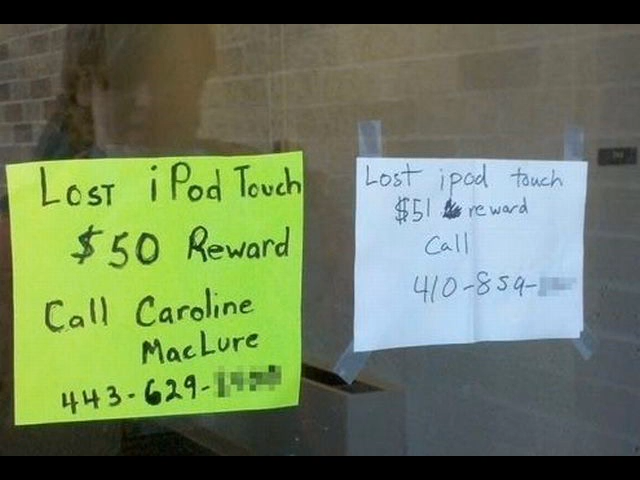 Lost iPod Touch
$50 Reward
Call Caroline
MacLure
443-629-
Lost ipod touch
$51 reward
Call
410-859-